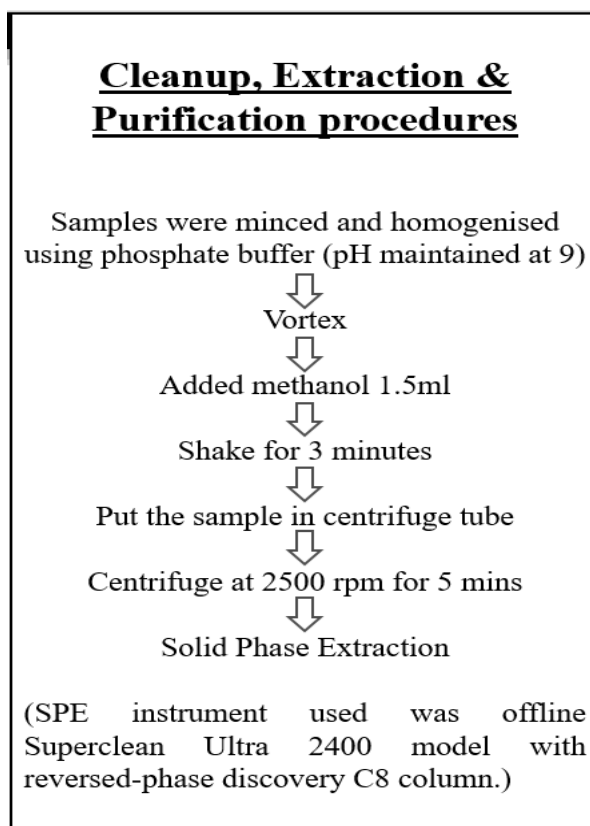 Cleanup, Extraction &
Purification procedures
Samples were minced and homogenised
using phosphate buffer (pH maintained at 9)
Vortex
Added methanol 1.5ml
Shake for 3 minutes
Put the sample in centrifuge tube
Centrifuge at 2500 rpm for 5 mins
Solid Phase Extraction
(SPE instrument used was offline
Superclean Ultra 2400 model with
reversed-phase discovery C8 column.)